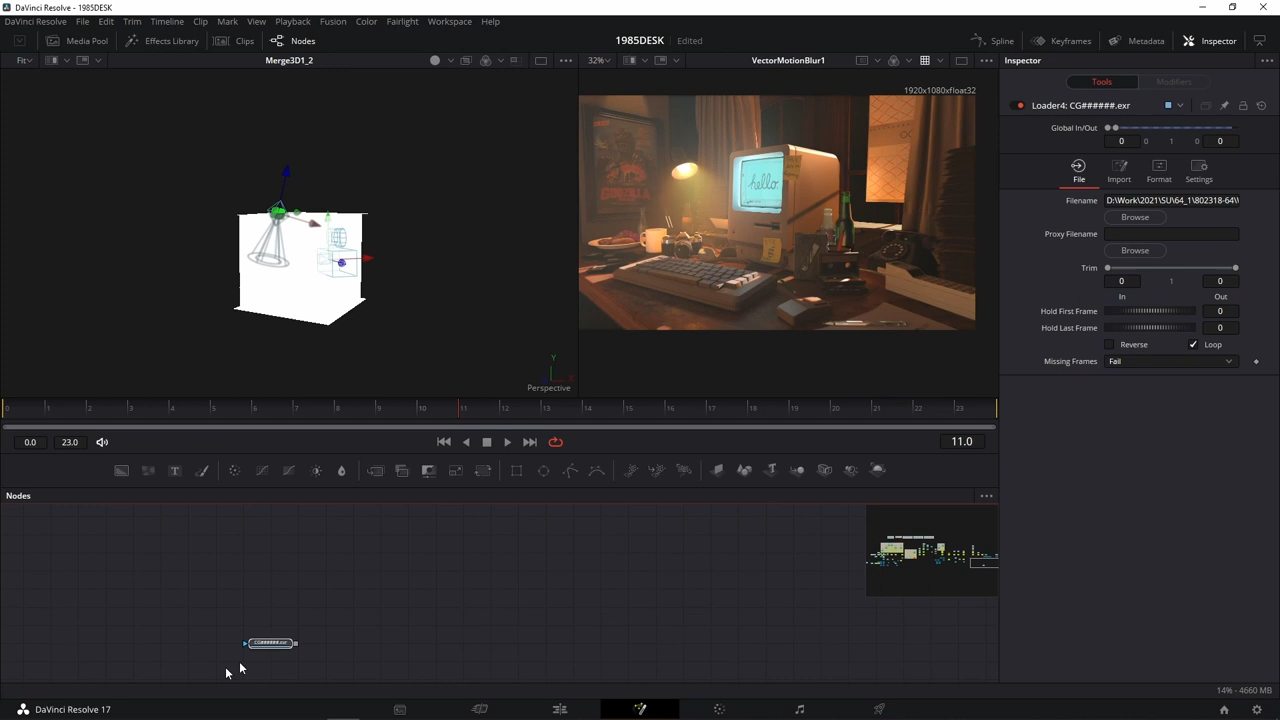 DaVinci Resolve - 1985DESK
DaVinci Resolve File Edit Trim Timeline Clip Mark View Playback Fusion Color Fairlight Workspace Help
Media Pool Effects Library Clips Nodes 1985DESK Edited Spline Keyframes Metadata Inspector
Fit Merge3D1_2 32% VectorMotionBlur1 Inspector
1920x1080xfloat32
Tools Modifiers
Loader4: CG######.exr
Global In/Out
0 0 1 0 0
File Import Format Settings
Filename D:\Work\2021\SU\64_1\802318-64\\
Browse
Proxy Filename
Browse
Trim
0 1 0
In Out
Hold First Frame 0
Hold Last Frame 0
Reverse Loop
Missing Frames Fail
GODZILLA
hello
Y
Perspective
0 1 2 3 4 5 6 7 8 9 10 11 12 13 14 15 16 17 18 19 20 21 22 23
0.0 23.0 11.0
Nodes
CG######.exr
14% - 4660 MB
DaVinci Resolve 17